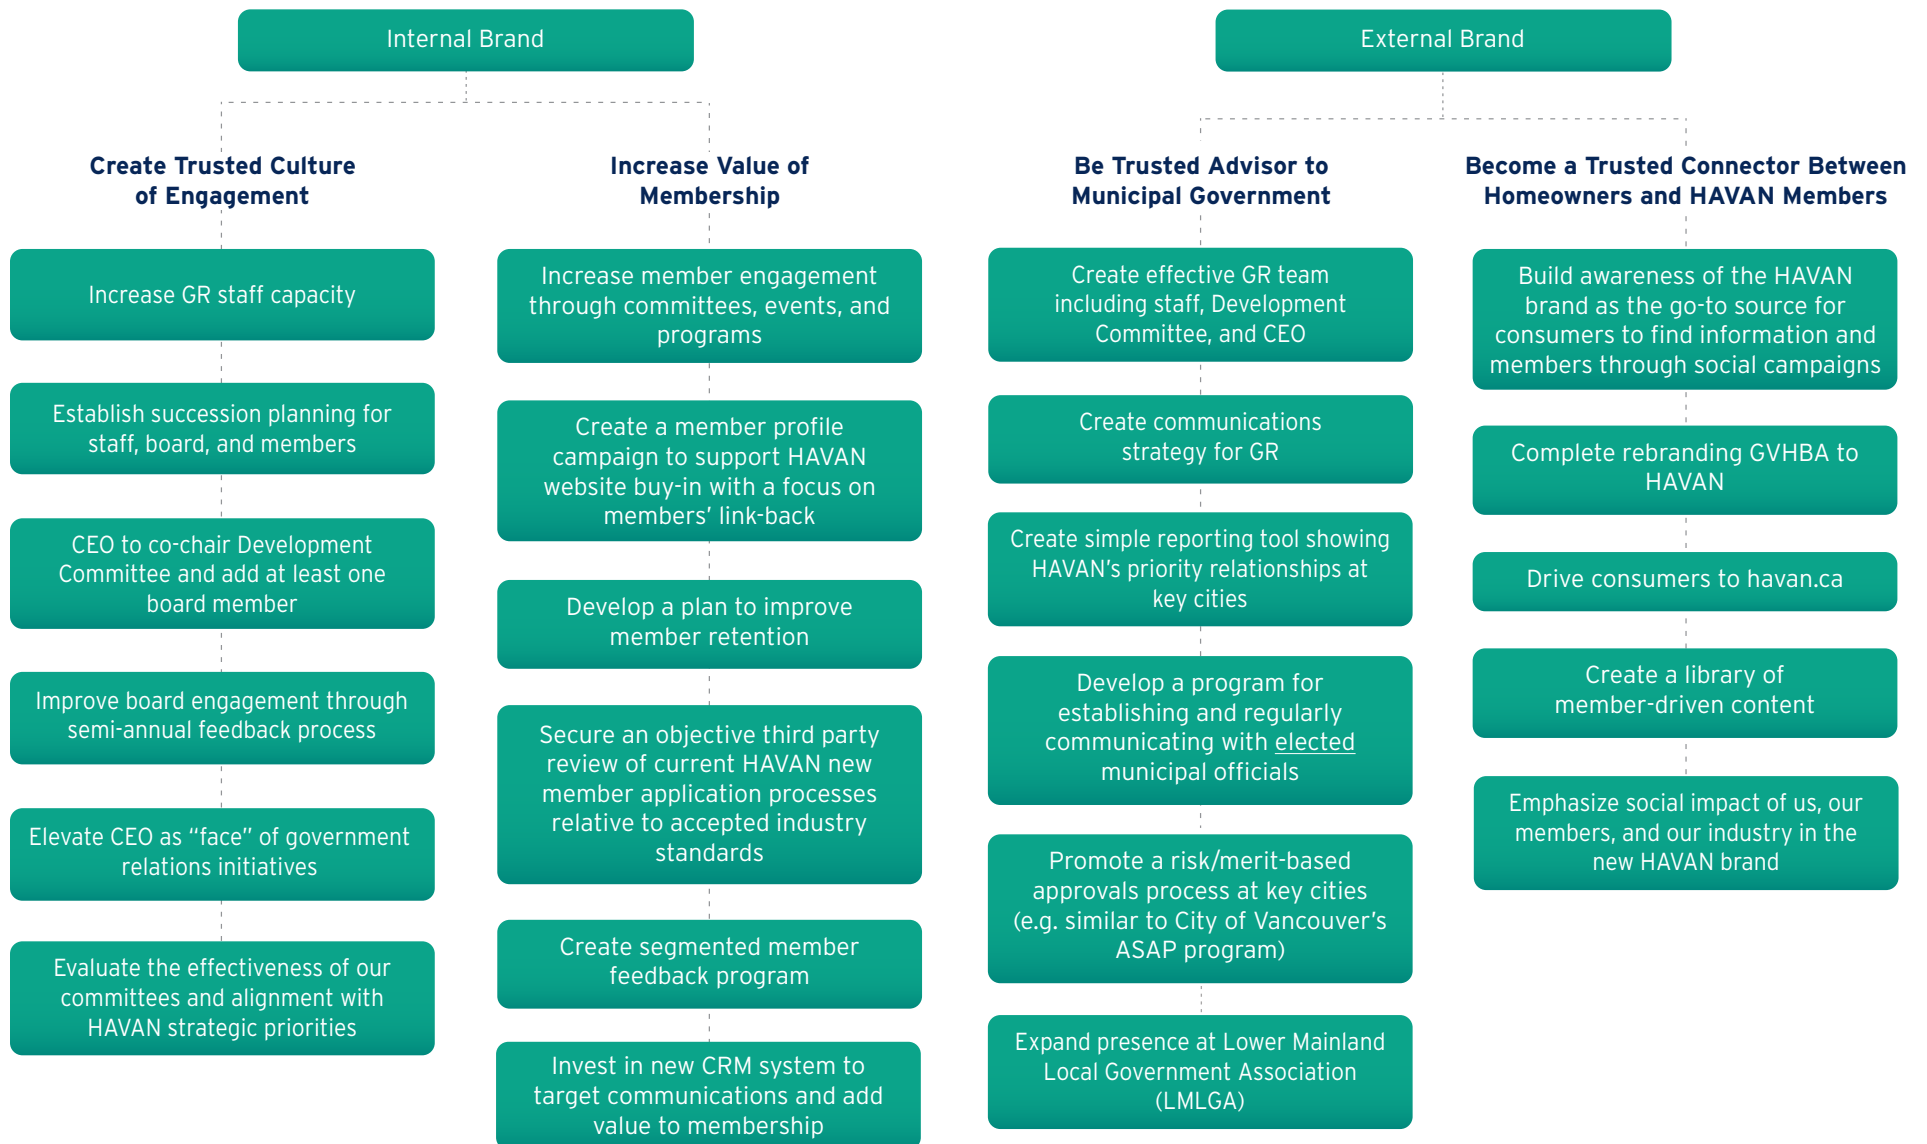 Internal Brand
External Brand
Create Trusted Culture
of Engagement
Increase GR staff capacity
Establish succession planning for
staff, board, and members
CEO to co-chair Development
Committee and add at least one
board member
Improve board engagement through
semi-annual feedback process
Elevate CEO as “face” of government
relations initiatives
Evaluate the effectiveness of our
committees and alignment with
HAVAN strategic priorities
Increase Value of
Membership
Increase member engagement
through committees, events, and
programs
Create a member profile
campaign to support HAVAN
website buy-in with a focus on
members’ link-back
Develop a plan to improve
member retention
Secure an objective third party
review of current HAVAN new
member application processes
relative to accepted industry
standards
Create segmented member
feedback program
Invest in new CRM system to
target communications and add
value to membership
Be Trusted Advisor to
Municipal Government
Create effective GR team
including staff, Development
Committee, and CEO
Create communications
strategy for GR
Create simple reporting tool showing
HAVAN’s priority relationships at
key cities
Develop a program for
establishing and regularly
communicating with elected
municipal officials
Promote a risk/merit-based
approvals process at key cities
(e.g. similar to City of Vancouver’s
ASAP program)
Expand presence at Lower Mainland
Local Government Association
(LMLGA)
Become a Trusted Connector Between
Homeowners and HAVAN Members
Build awareness of the HAVAN
brand as the go-to source for
consumers to find information and
members through social campaigns
Complete rebranding GVHBA to
HAVAN
Drive consumers to havan.ca
Create a library of
member-driven content
Emphasize social impact of us, our
members, and our industry in the
new HAVAN brand